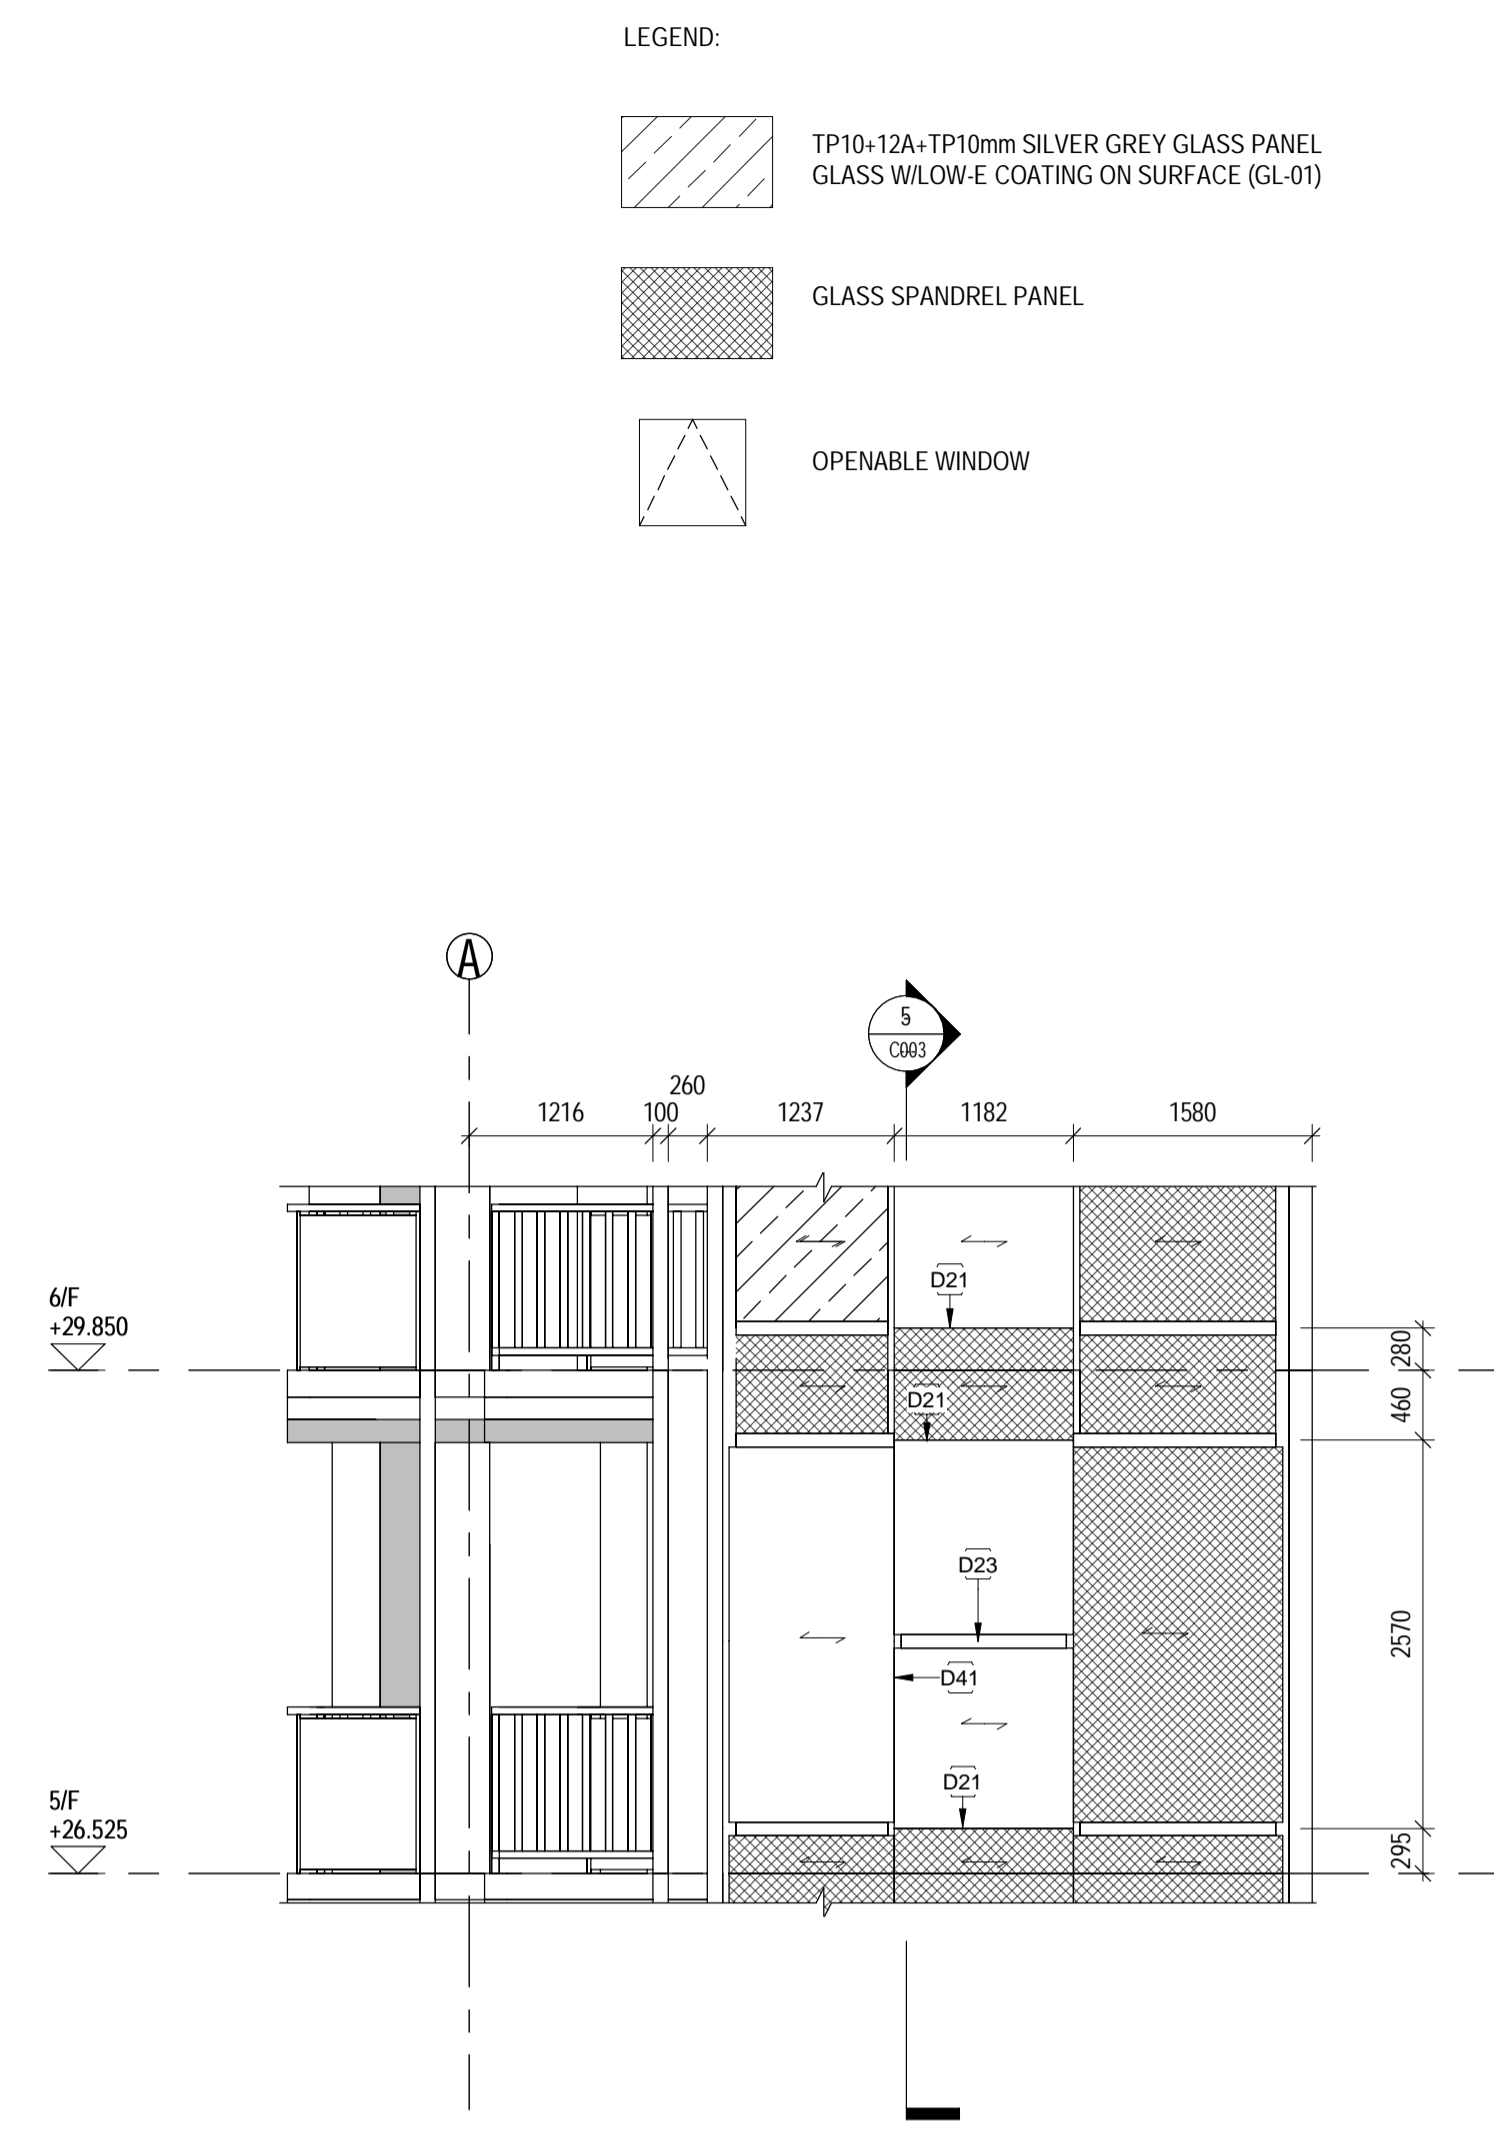 LEGEND:
TP10+12A+TP10mm SILVER GREY GLASS PANEL
GLASS W/LOW-E COATING ON SURFACE (GL-01)
GLASS SPANDREL PANEL
OPENABLE WINDOW
A
5
C003
260
1216
100
1237
1182
1580
D21
6/F
+29.850
280
D21
460
D23
2570
D41
D21
5/F
+26.525
295